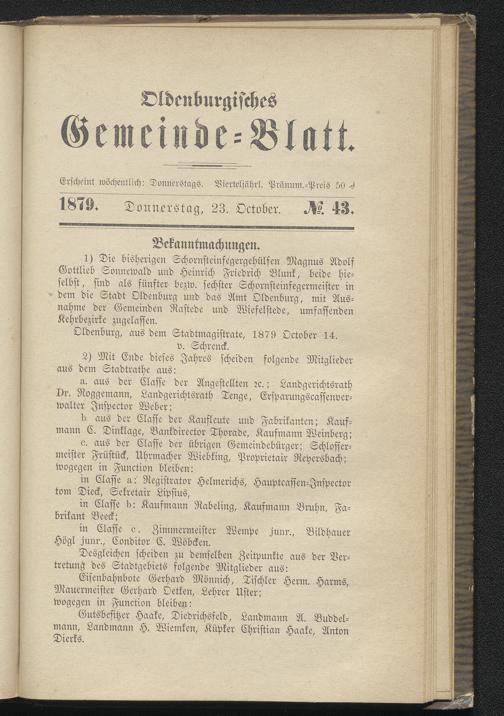 Oldenburgisches
Gemeinde=Blatt.
Erscheint wöchentlich: Donnerstags. Vierteljährl. Pränum.=Preis 50 ₰
1879. Donnerstag, 23. October. №. 43.
Bekanntmachungen.
1) Die bisherigen Schornsteinfegergehülfen Magnus Adolf
Gottlieb Sonnewald und Heinrich Friedrich Blunk, beide hie=
selbst, sind als fünfter bezw. sechster Schornsteinfegermeister in
dem die Stadt Oldenburg und das Amt Oldenburg, mit Aus=
nahme der Gemeinden Rastede und Wiefelstede, umfassenden
Kehrbezirke zugelassen.
Oldenburg, aus dem Stadtmagistrate, 1879 October 14.
v. Schrenck.
2) Mit Ende dieses Jahres scheiden folgende Mitglieder
aus dem Stadtrathe aus:
a. aus der Classe der Angestellten ꝛc.; Landgerichtsrath
Dr. Roggemann, Landgerichtsrath Tenge, Ersparungscassenver=
walter Inspector Weber;
b. aus der Classe der Kaufleute und Fabrikanten; Kauf=
mann C. Dinklage, Bankdirector Thorade, Kaufmann Weinberg;
c. aus der Classe der übrigen Gemeindebürger; Schlosser=
meister Früstück, Uhrmacher Wiebking, Proprietair Reyersbach;
wogegen in Function bleiben:
in Classe a: Registrator Helmerichs, Hauptcassen=Inspector
tom Dieck, Sekretair Lipsius,
in Classe b: Kaufmann Rabeling, Kaufmann Bruhn, Fa=
brikant Beeck;
in Classe c. Zimmermeister Wempe junr., Bildhauer
Högl junr., Conditor C. Wöbcken.
Desgleichen scheiden zu demselben Zeitpunkte aus der Ver=
tretung des Stadtgebiets folgende Mitglieder aus:
Eisenbahnbote Gerhard Mönnich, Tischler Herm. Harms,
Mauermeister Gerhard Oetken, Lehrer Ulster;
wogegen in Function bleiben:
Gutsbesitzer Haake, Diedrichsfeld, Landmann A. Buddel=
mann, Landmann H. Wiemken, Küpker Christian Haake, Anton
Dierks.